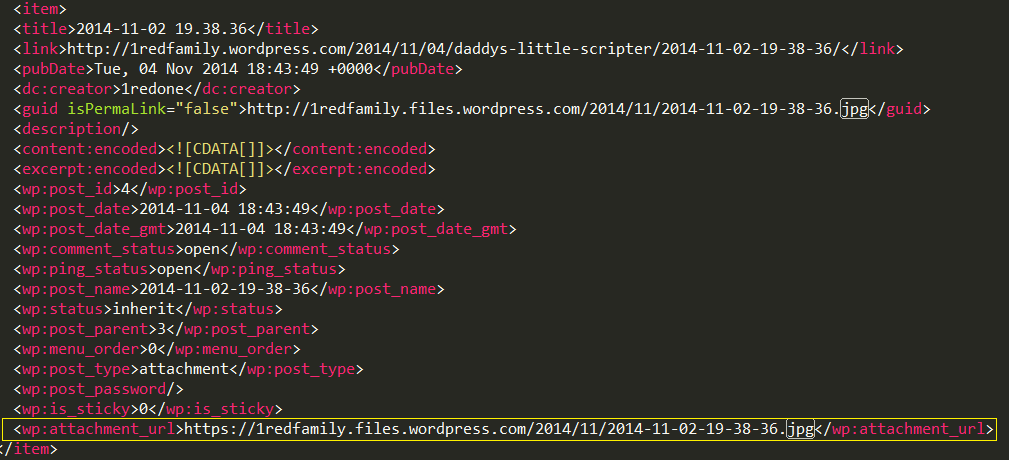 <item>
<title>2014-11-02 19.38.36</title>
<link>http://1redfamily.wordpress.com/2014/11/04/daddys-little-scripter/2014-11-02-19-38-36/</link>
<pubDate>Tue, 04 Nov 2014 18:43:49 +0000</pubDate>
<dc:creator>1redone</dc:creator>
<guid isPermaLink="false">http://1redfamily.files.wordpress.com/2014/11/2014-11-02-19-38-36.jpg</guid>
<description/>
<content:encoded><![CDATA[]]></content:encoded>
<excerpt:encoded><![CDATA[]]></excerpt:encoded>
<wp:post_id>4</wp:post_id>
<wp:post_date>2014-11-04 18:43:49</wp:post_date>
<wp:post_date_gmt>2014-11-04 18:43:49</wp:post_date_gmt>
<wp:comment_status>open</wp:comment_status>
<wp:ping_status>open</wp:ping_status>
<wp:post_name>2014-11-02-19-38-36</wp:post_name>
<wp:status>inherit</wp:status>
<wp:post_parent>3</wp:post_parent>
<wp:menu_order>0</wp:menu_order>
<wp:post_type>attachment</wp:post_type>
<wp:post_password/>
<wp:is_sticky>0</wp:is_sticky>
<wp:attachment_url>https://1redfamily.files.wordpress.com/2014/11/2014-11-02-19-38-36.jpg</wp:attachment_url>
</item>